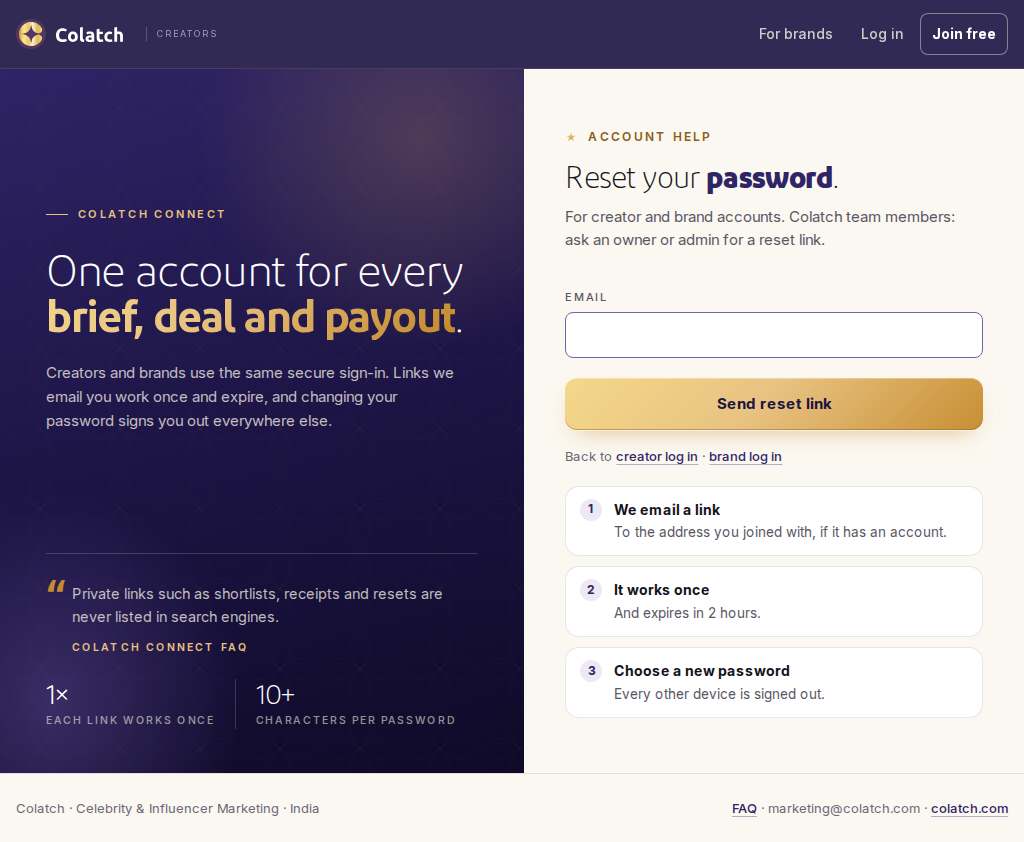 Colatch
CREATORS
For brands
Log in
Join free
COLATCH CONNECT
One account for every
brief, deal and payout.
Creators and brands use the same secure sign-in. Links we
email you work once and expire, and changing your
password signs you out everywhere else.
“ Private links such as shortlists, receipts and resets are
never listed in search engines.
COLATCH CONNECT FAQ
1×
EACH LINK WORKS ONCE
10+
CHARACTERS PER PASSWORD
★ ACCOUNT HELP
Reset your password.
For creator and brand accounts. Colatch team members:
ask an owner or admin for a reset link.
EMAIL
Send reset link
Back to creator log in · brand log in
1 We email a link
To the address you joined with, if it has an account.
2 It works once
And expires in 2 hours.
3 Choose a new password
Every other device is signed out.
Colatch · Celebrity & Influencer Marketing · India
FAQ · marketing@colatch.com · colatch.com